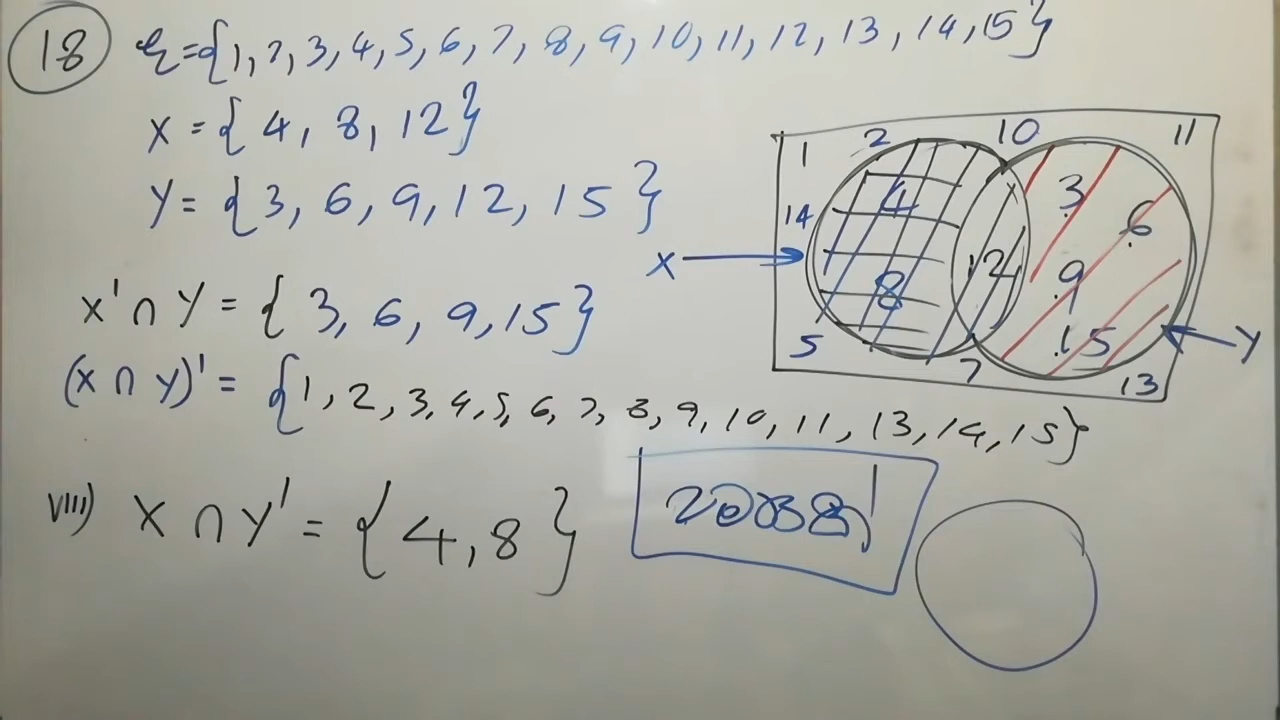 18 ξ={1, 2, 3, 4, 5, 6, 7, 8, 9, 10, 11, 12, 13, 14, 15}
X = {4, 8, 12}
Y = {3, 6, 9, 12, 15}
X' ∩ Y = {3, 6, 9, 15}
(X ∩ Y)' = {1, 2, 3, 4, 5, 6, 7, 8, 9, 10, 11, 13, 14, 15}
VIII) X ∩ Y' = {4, 8}
1 2 10 11
4 3
14 6
X 12 9
8
5 15 Y
7 13